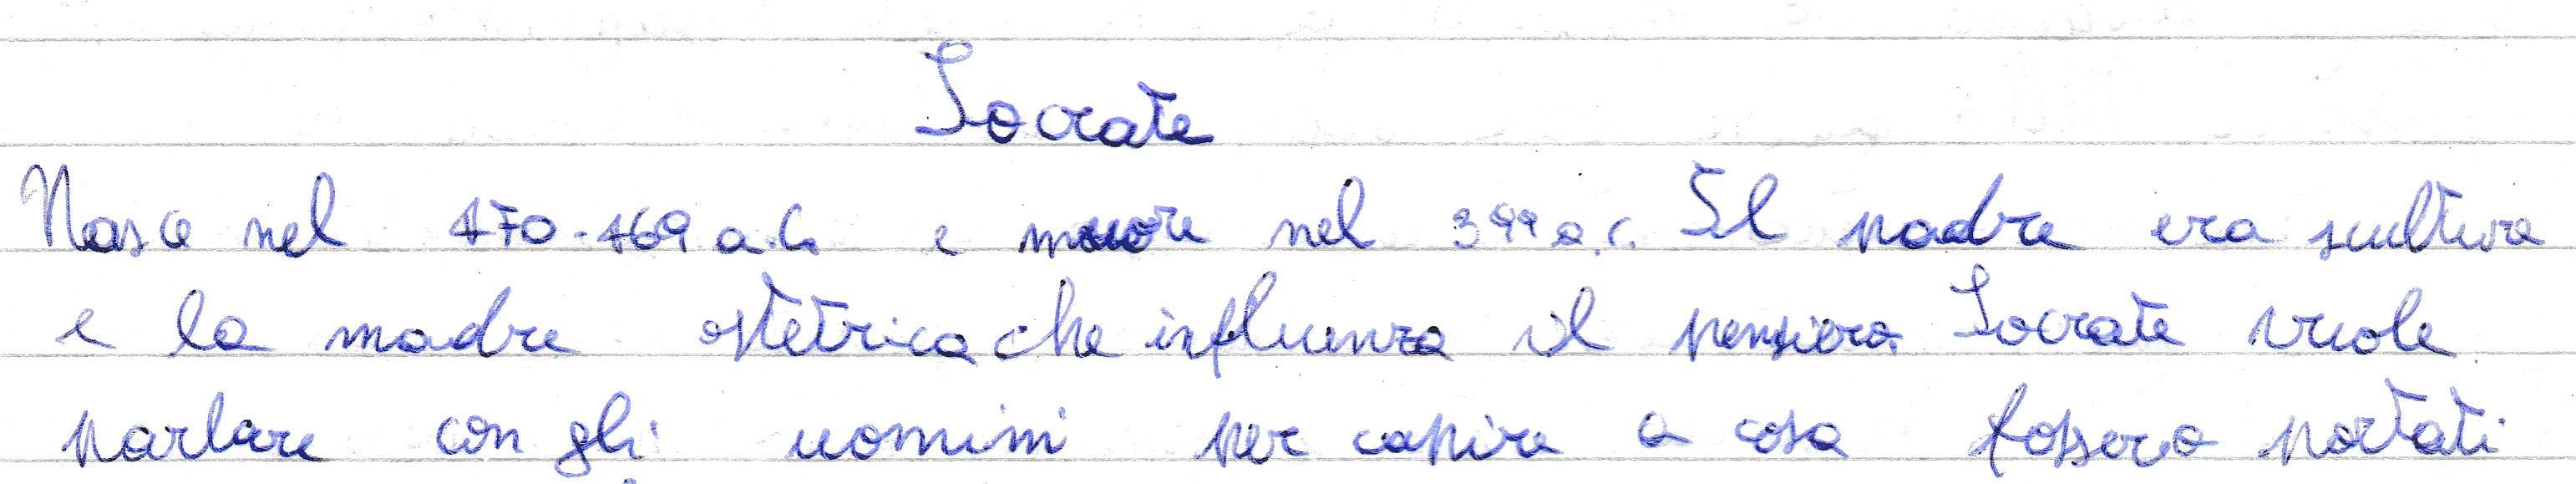 Socrate
Nasce nel 470-469 a.C. e muore nel 399 a.c. Il padre era scultore
e la madre ostetrica che influenza il pensiero. Socrate vuole
parlare con gli uomini per capire a cosa fossero portati